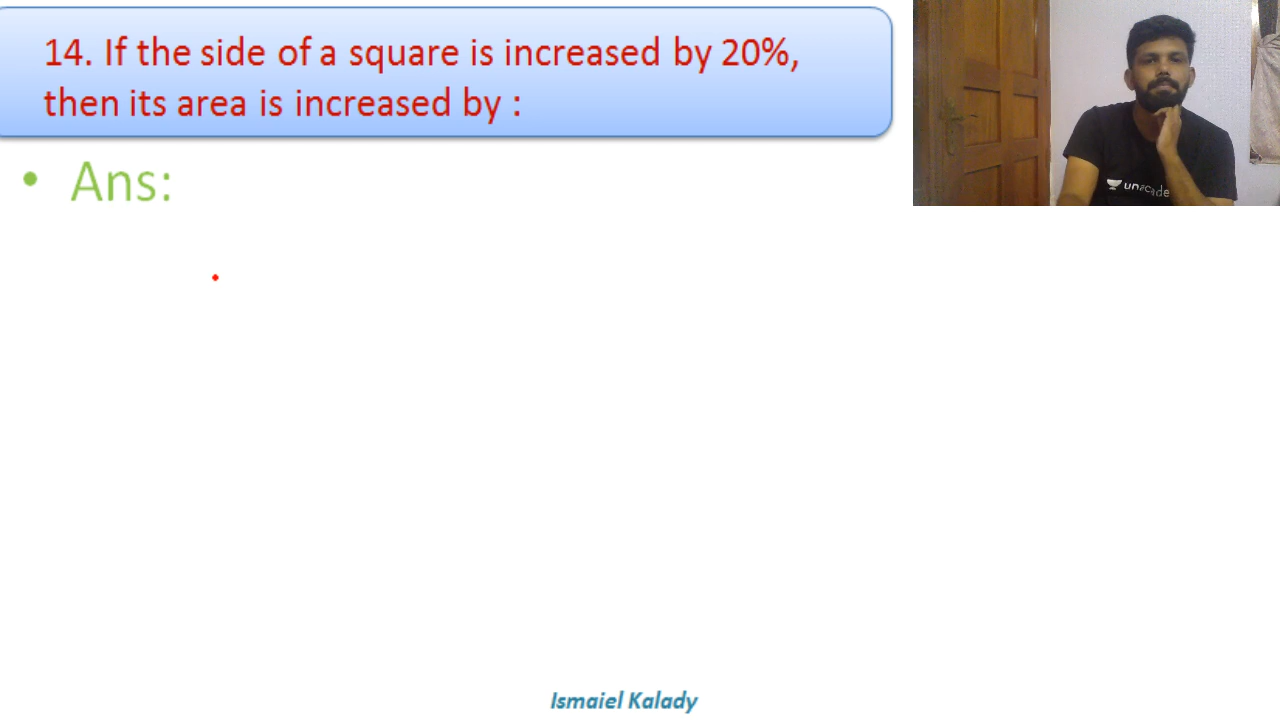 14. If the side of a square is increased by 20%,
then its area is increased by :
• Ans:
unacade
Ismaiel Kalady